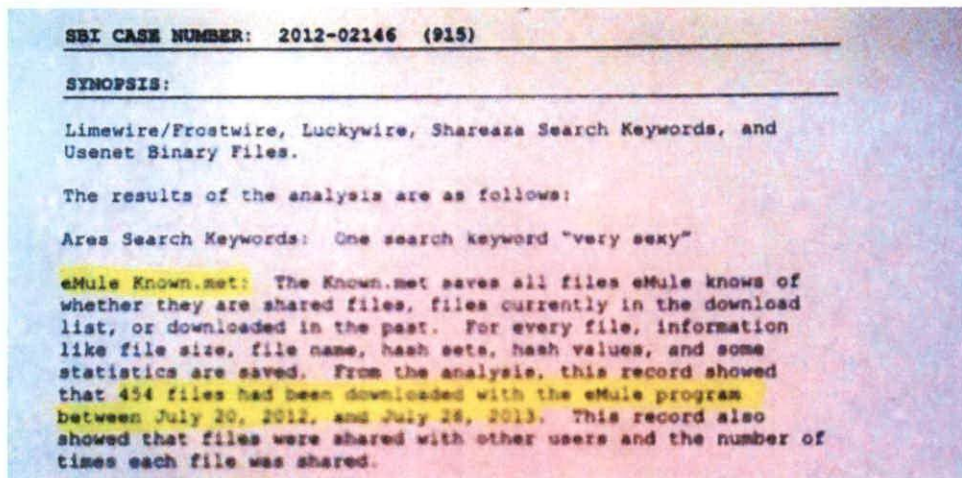 SBI CASE NUMBER: 2012-02146 (915)
SYNOPSIS:
Limewire/Frostwire, Luckywire, Shareaza Search Keywords, and
Usenet Binary Files.
The results of the analysis are as follows:
Ares Search Keywords: One search keyword "very sexy"
eMule Known.met: The Known.met saves all files eMule knows of
whether they are shared files, files currently in the download
list, or downloaded in the past. For every file, information
like file size, file name, hash sets, hash values, and some
statistics are saved. From the analysis, this record showed
that 454 files had been downloaded with the eMule program
between July 20, 2012, and July 26, 2013. This record also
showed that files were shared with other users and the number of
times each file was shared.